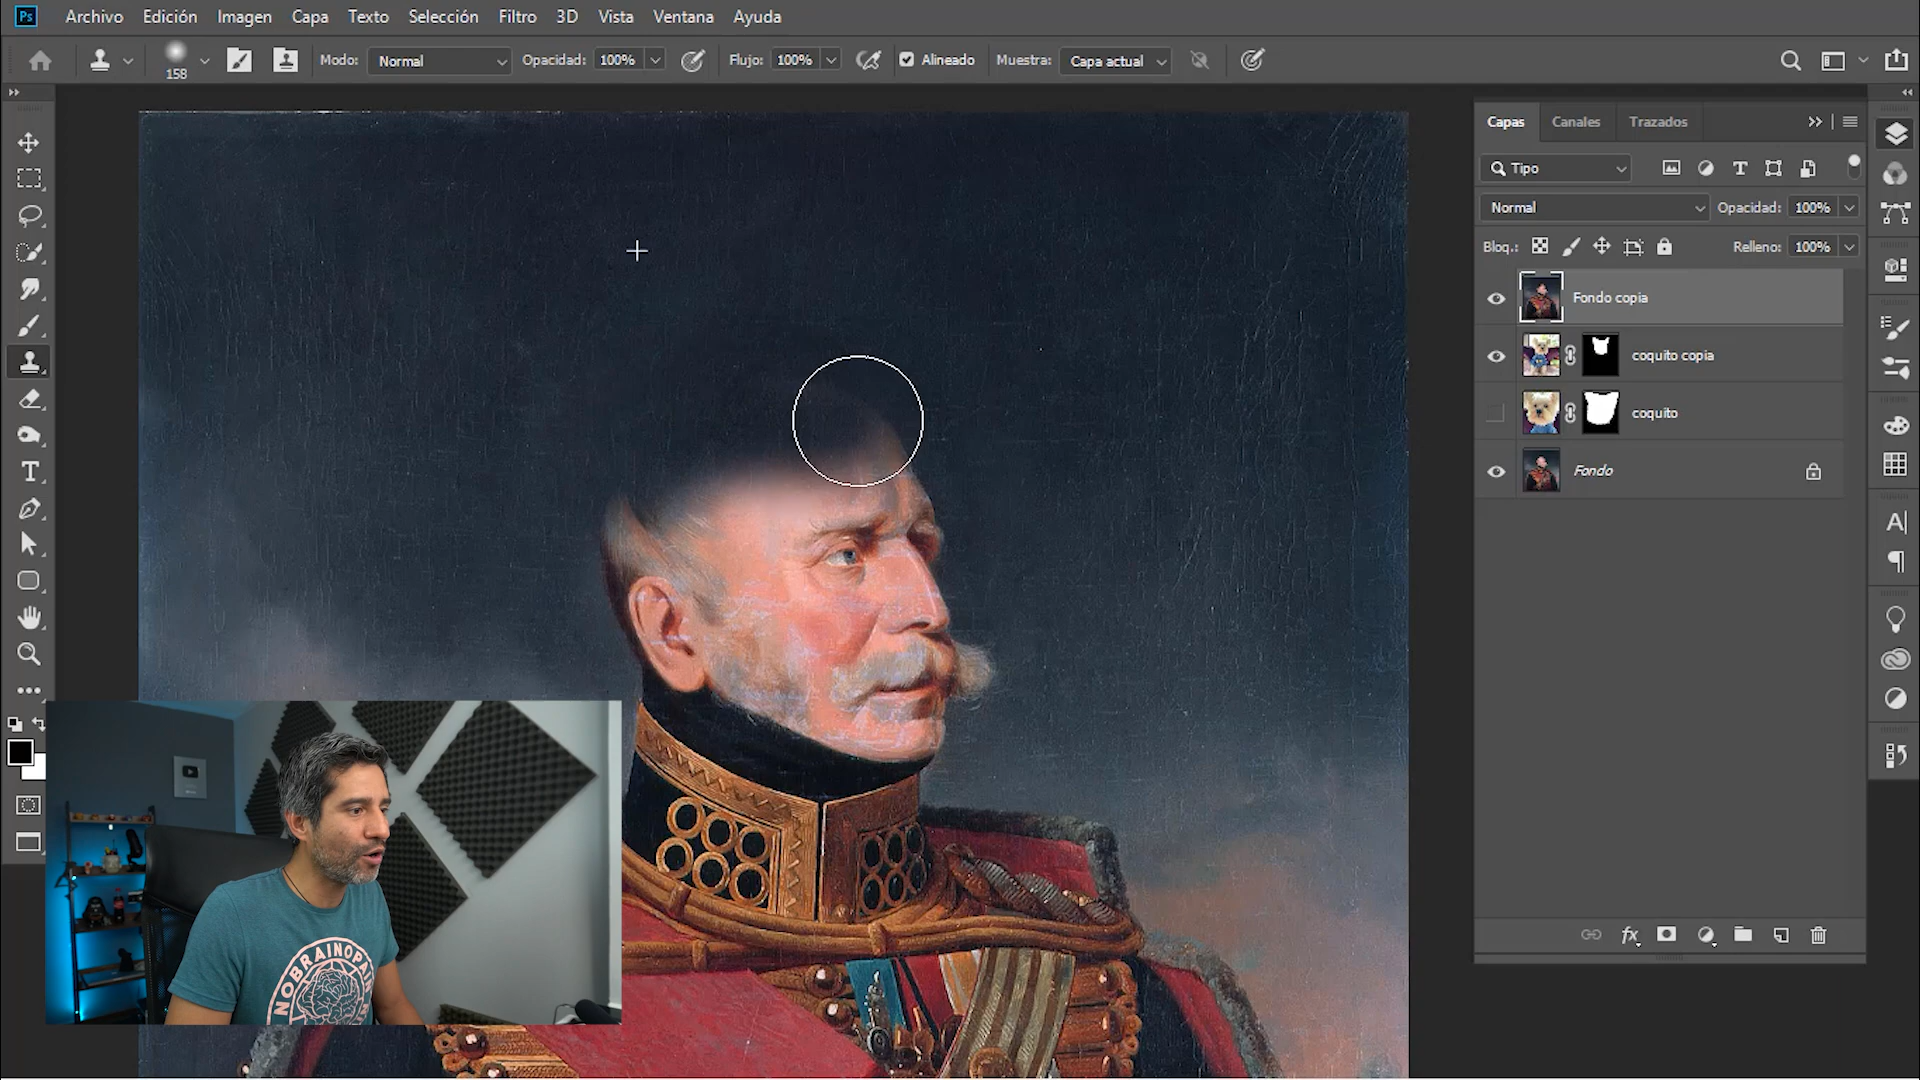 Ps Archivo Edición Imagen Capa Texto Selección Filtro 3D Vista Ventana Ayuda
158 Modo: Normal Opacidad: 100% Flujo: 100% Alineado Muestra: Capa actual
Capas Canales Trazados
Tipo
Normal Opacidad: 100%
Bloq.: Relleno: 100%
Fondo copia
coquito copia
coquito
Fondo
fx
NOBRAINOPAIN